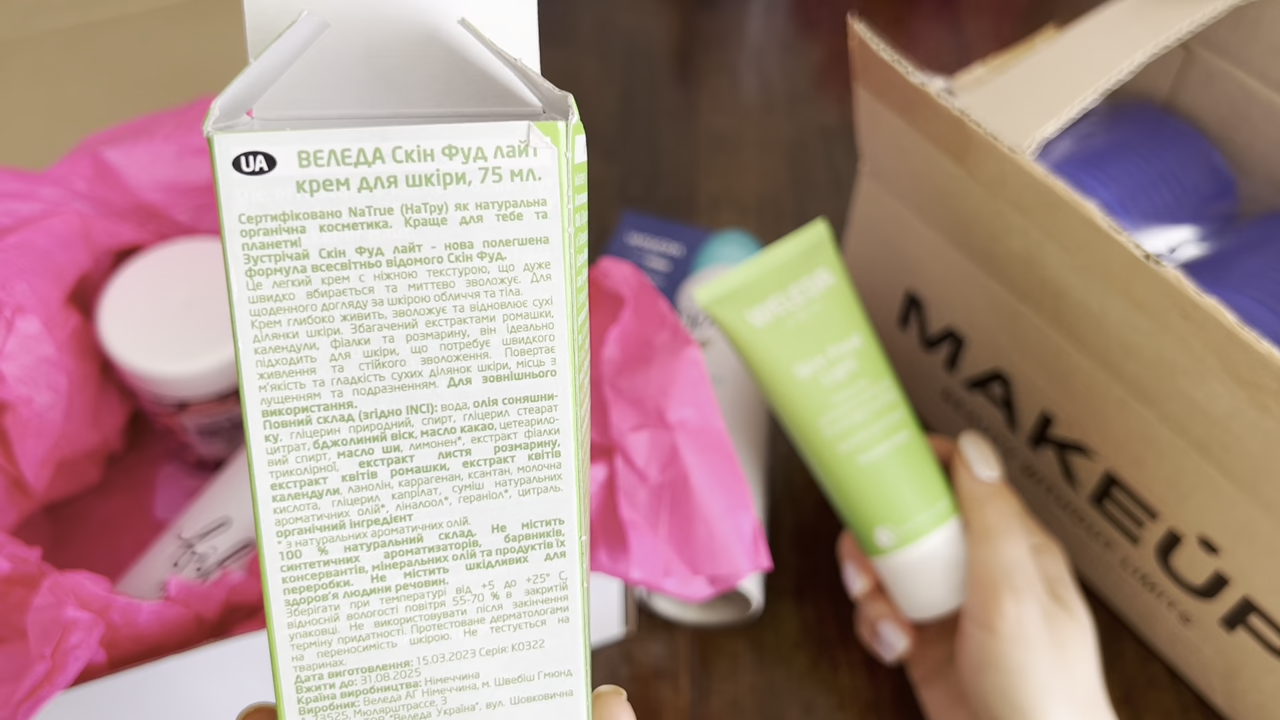 UA
ВЕЛЕДА Скін Фуд лайт
крем для шкіри, 75 мл.
Сертифіковано NaTrue (НаТру) як натуральна
органічна косметика. Краще для тебе та
планети!
Зустрічай Скін Фуд лайт - нова полегшена
формула всесвітньо відомого Скін Фуд.
Це легкий крем с ніжною текстурою, що дуже
швидко вбирається та миттєво зволожує. Для
щоденного догляду за шкірою обличчя та тіла.
Крем глибоко живить, зволожує та відновлює сухі
ділянки шкіри. Збагачений екстрактами ромашки,
календули, фіалки та розмарину, він ідеально
підходить для шкіри, що потребує швидкого
живлення та стійкого зволоження. Повертає
м'якість та гладкість сухих ділянок шкіри, місць з
лущенням та подразненням. Для зовнішнього
використання.
Повний склад (згідно INCI): вода, олія соняшни-
ку, гліцерин природний, спирт, гліцерил стеарат
цитрат, бджолиний віск, масло какао, цетеарило-
вий спирт, масло ши, лимонен*, екстракт фіалки
триколірної, екстракт листя розмарину,
екстракт квітів ромашки, екстракт квітів
календули, ланолін, каррагенан, ксантан, молочна
кислота, гліцерил капрілат, суміш натуральних
ароматичних олій*, ліналоол*, гераніол*, цитраль.
органічний інгредієнт
* з натуральних ароматичних олій.
100 % натуральний склад. Не містить
синтетичних ароматизаторів, барвників,
консервантів, мінеральних олій та продуктів їх
переробки. Не містить шкідливих для
здоров'я людини речовин.
Зберігати при температурі від +5 до +25° С,
відносній вологості повітря 55-70 % в закритій
упаковці. Не використовувати після закінчення
терміну придатності. Протестоване дерматологами
на переносимість шкірою. Не тестується на
тваринах.
Дата виготовлення: 15.03.2023 Серія: K0322
Вжити до: 31.08.2025
Країна виробництва: Німеччина
Виробник: Веледа АГ Німеччина, м. Швебіш Гмюнд
73525, Мюлярштрассе, 3
ТОВ "Веледа Україна", вул. Шовковична
WELEDA
MAKEUP